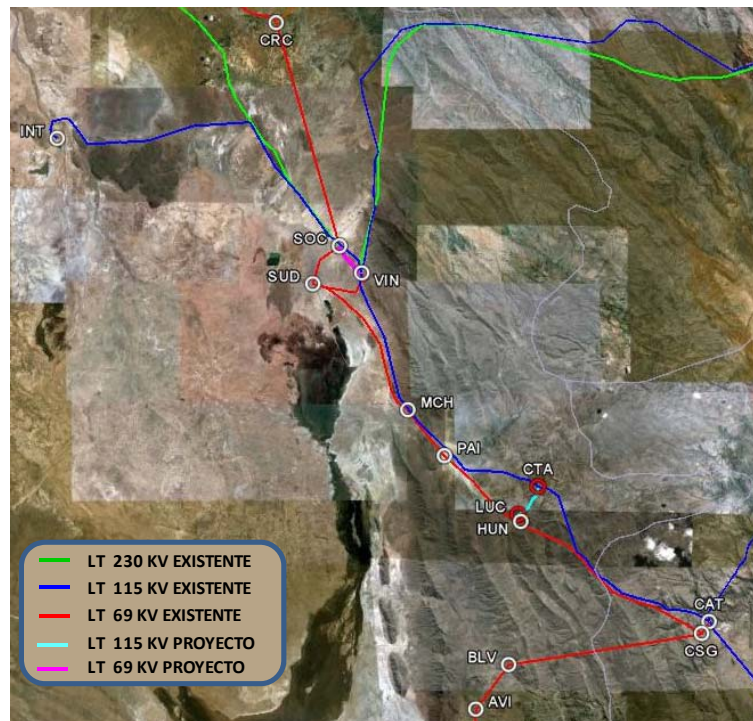 CRC
INT
SOC
SUD
VIN
MCH
PAI
CTA
LUC
HUN
CAT
CSG
BLV
AVI
LT 230 KV EXISTENTE
LT 115 KV EXISTENTE
LT 69 KV EXISTENTE
LT 115 KV PROYECTO
LT 69 KV PROYECTO